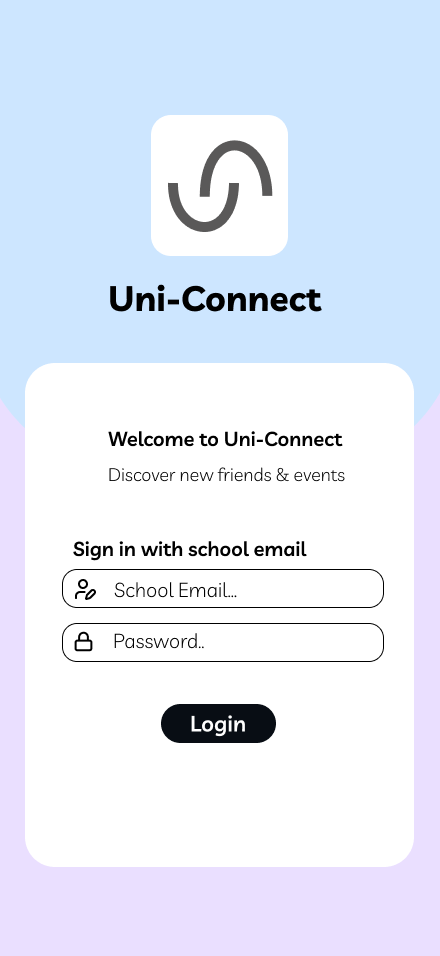 Uni-Connect
Welcome to Uni-Connect
Discover new friends & events
Sign in with school email
School Email...
Password..
Login